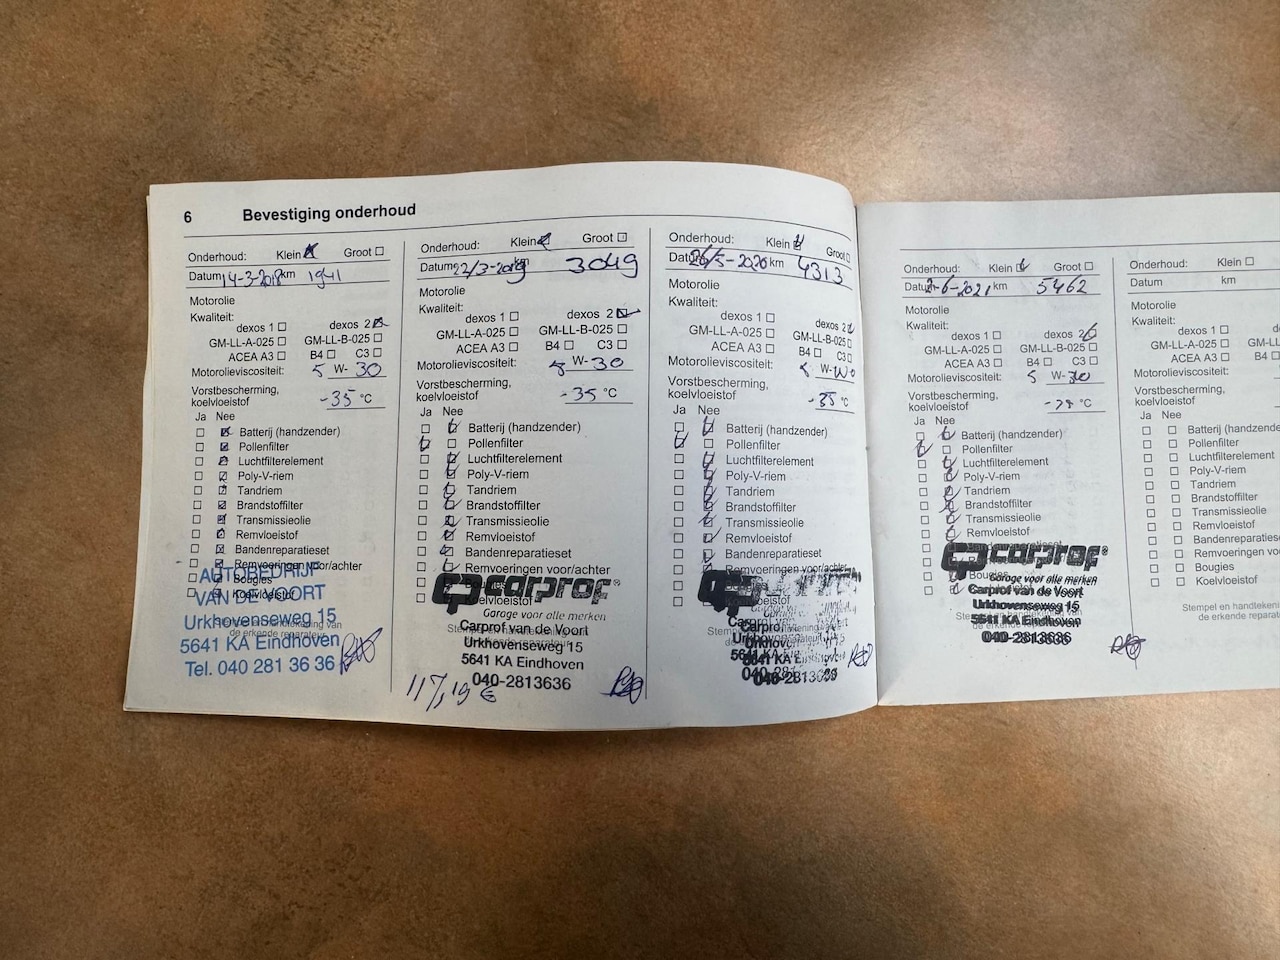 6 Bevestiging onderhoud
Onderhoud: Klein Groot
Datum 14-3-2018 km 1941
Motorolie
Kwaliteit:
dexos 1 dexos 2
GM-LL-A-025 GM-LL-B-025
ACEA A3 B4 C3
Motorolieviscositeit: 5 W- 30
Vorstbescherming,
koelvloeistof -35 °C
Ja Nee
Batterij (handzender)
Pollenfilter
Luchtfilterelement
Poly-V-riem
Tandriem
Brandstoffilter
Transmissieolie
Remvloeistof
Bandenreparatieset
Remvoeringen voor/achter
Bougies
Koelvloeistof
Stempel en handtekening van
de erkende reparateur
AUTOBEDRIJF
VAN DE VOORT
Urkhovenseweg 15
5641 KA Eindhoven
Tel. 040 281 36 36
Onderhoud: Klein Groot
Datum 22/3-2019 km 3049
Motorolie
Kwaliteit:
dexos 1 dexos 2
GM-LL-A-025 GM-LL-B-025
ACEA A3 B4 C3
Motorolieviscositeit: 5 W- 30
Vorstbescherming,
koelvloeistof -35 °C
Ja Nee
Batterij (handzender)
Pollenfilter
Luchtfilterelement
Poly-V-riem
Tandriem
Brandstoffilter
Transmissieolie
Remvloeistof
Bandenreparatieset
Remvoeringen voor/achter
Koelvloeistof
carprof®
Garage voor alle merken
Carprof van de Voort
Urkhovenseweg 15
5641 KA Eindhoven
040-2813636
117,19 €
Onderhoud: Klein Groot
Datum 26/5-2020 km 4313
Motorolie
Kwaliteit:
dexos 1 dexos 2
GM-LL-A-025 GM-LL-B-025
ACEA A3 B4 C3
Motorolieviscositeit: 5 W-
Vorstbescherming,
koelvloeistof -35 °C
Ja Nee
Batterij (handzender)
Pollenfilter
Luchtfilterelement
Poly-V-riem
Tandriem
Brandstoffilter
Transmissieolie
Remvloeistof
Bandenreparatieset
Remvoeringen voor/achter
Onderhoud: Klein Groot
Datum 2-6-2021 km 5462
Motorolie
Kwaliteit:
dexos 1 dexos 2
GM-LL-A-025 GM-LL-B-025
ACEA A3 B4 C3
Motorolieviscositeit: 5 W- 30
Vorstbescherming,
koelvloeistof °C
Ja Nee
Batterij (handzender)
Pollenfilter
Luchtfilterelement
Poly-V-riem
Tandriem
Brandstoffilter
Transmissieolie
Remvloeistof
carprof®
Garage voor alle merken
Carprof van de Voort
Urkhovenseweg 15
5641 KA Eindhoven
040-2813636
Onderhoud: Klein
Datum km
Motorolie
Kwaliteit:
dexos 1
GM-LL-A-025
ACEA A3 B4
Motorolieviscositeit:
Vorstbescherming,
koelvloeistof
Ja Nee
Batterij (handzender)
Pollenfilter
Luchtfilterelement
Poly-V-riem
Tandriem
Brandstoffilter
Transmissieolie
Remvloeistof
Bandenreparatieset
Remvoeringen
Bougies
Koelvloeistof
Stempel en
de erkende